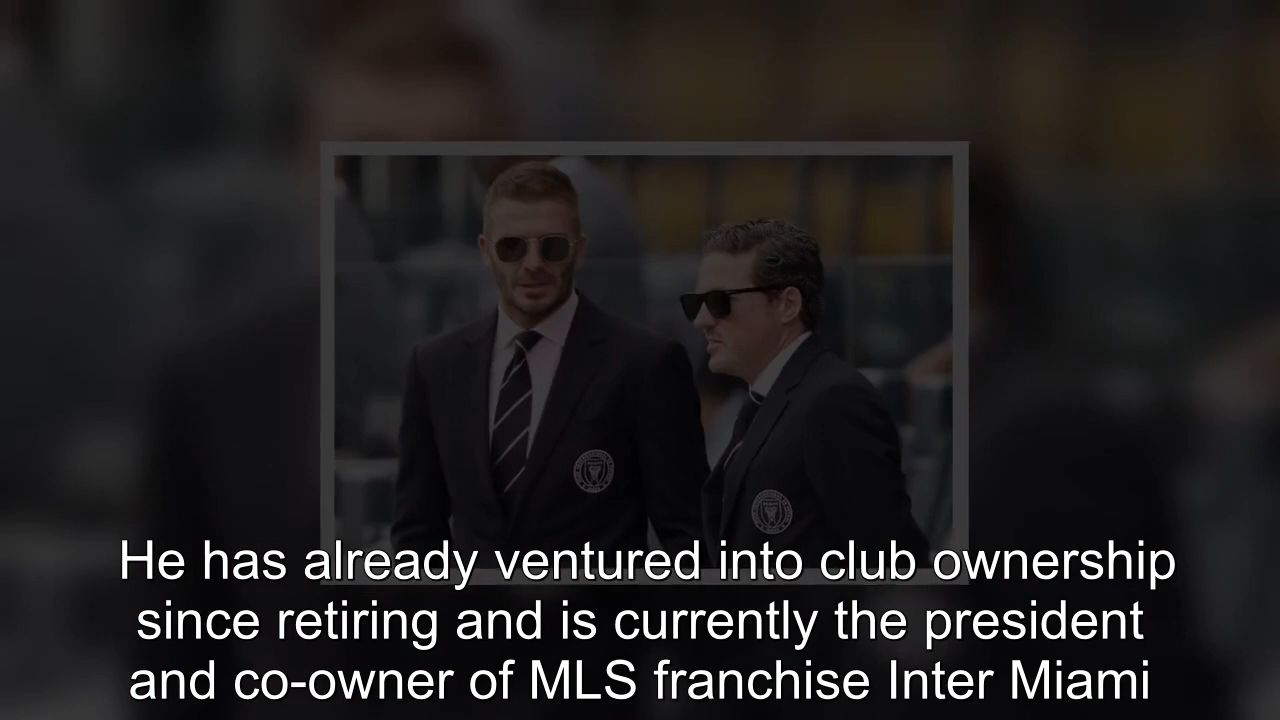 He has already ventured into club ownership
since retiring and is currently the president
and co-owner of MLS franchise Inter Miami